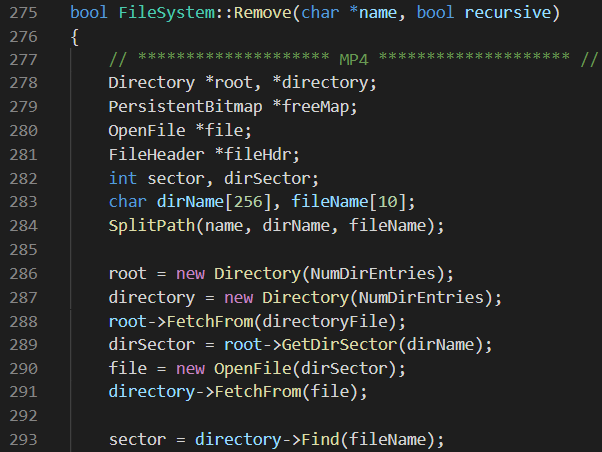 275 bool FileSystem::Remove(char *name, bool recursive)
276 {
277 // ******************** MP4 ******************** //
278 Directory *root, *directory;
279 PersistentBitmap *freeMap;
280 OpenFile *file;
281 FileHeader *fileHdr;
282 int sector, dirSector;
283 char dirName[256], fileName[10];
284 SplitPath(name, dirName, fileName);
285
286 root = new Directory(NumDirEntries);
287 directory = new Directory(NumDirEntries);
288 root->FetchFrom(directoryFile);
289 dirSector = root->GetDirSector(dirName);
290 file = new OpenFile(dirSector);
291 directory->FetchFrom(file);
292
293 sector = directory->Find(fileName);